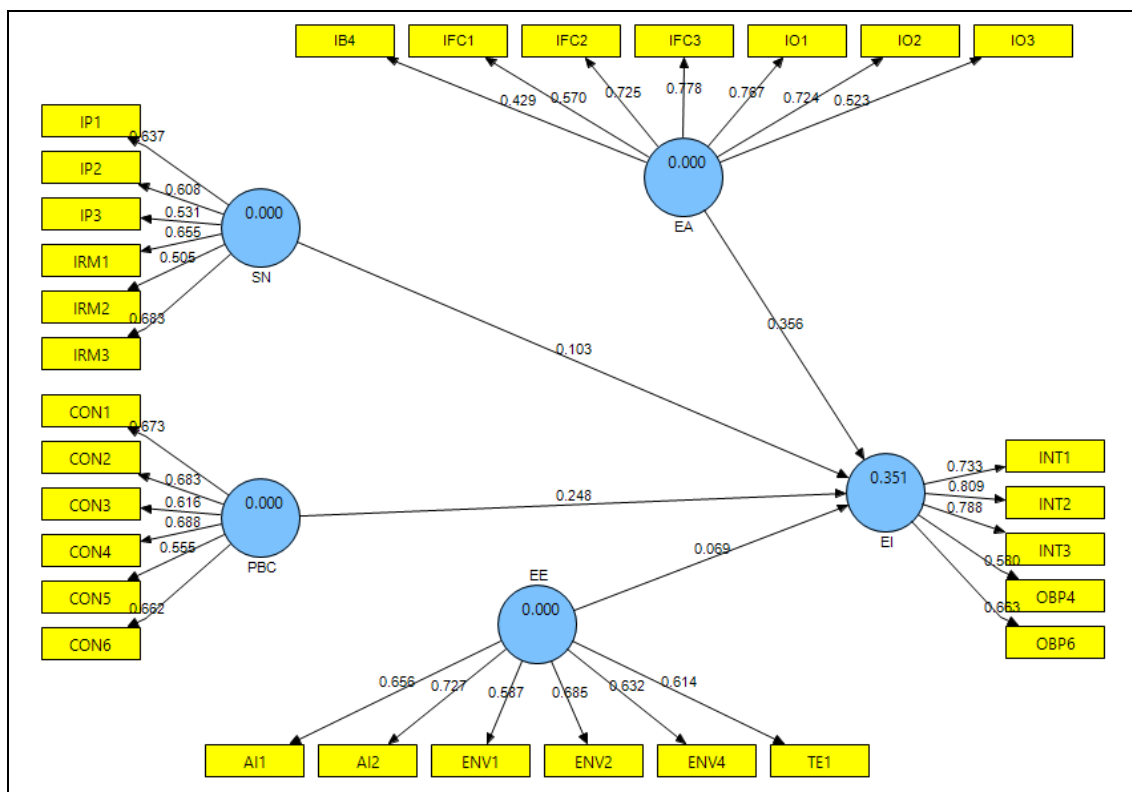 IB4 IFC1 IFC2 IFC3 IO1 IO2 IO3
0.429 0.570 0.725 0.778 0.767 0.724 0.523
0.000
EA
IP1
IP2
IP3
IRM1
IRM2
IRM3
0.637
0.608
0.531
0.655
0.505
0.683
0.000
SN
0.356
0.103
CON1
CON2
CON3
CON4
CON5
CON6
0.673
0.683
0.616
0.688
0.555
0.662
0.000
PBC
0.248
0.069
0.351
EI
0.733
0.809
0.788
0.580
0.663
INT1
INT2
INT3
OBP4
OBP6
EE
0.000
0.656 0.727 0.587 0.685 0.632 0.614
AI1 AI2 ENV1 ENV2 ENV4 TE1